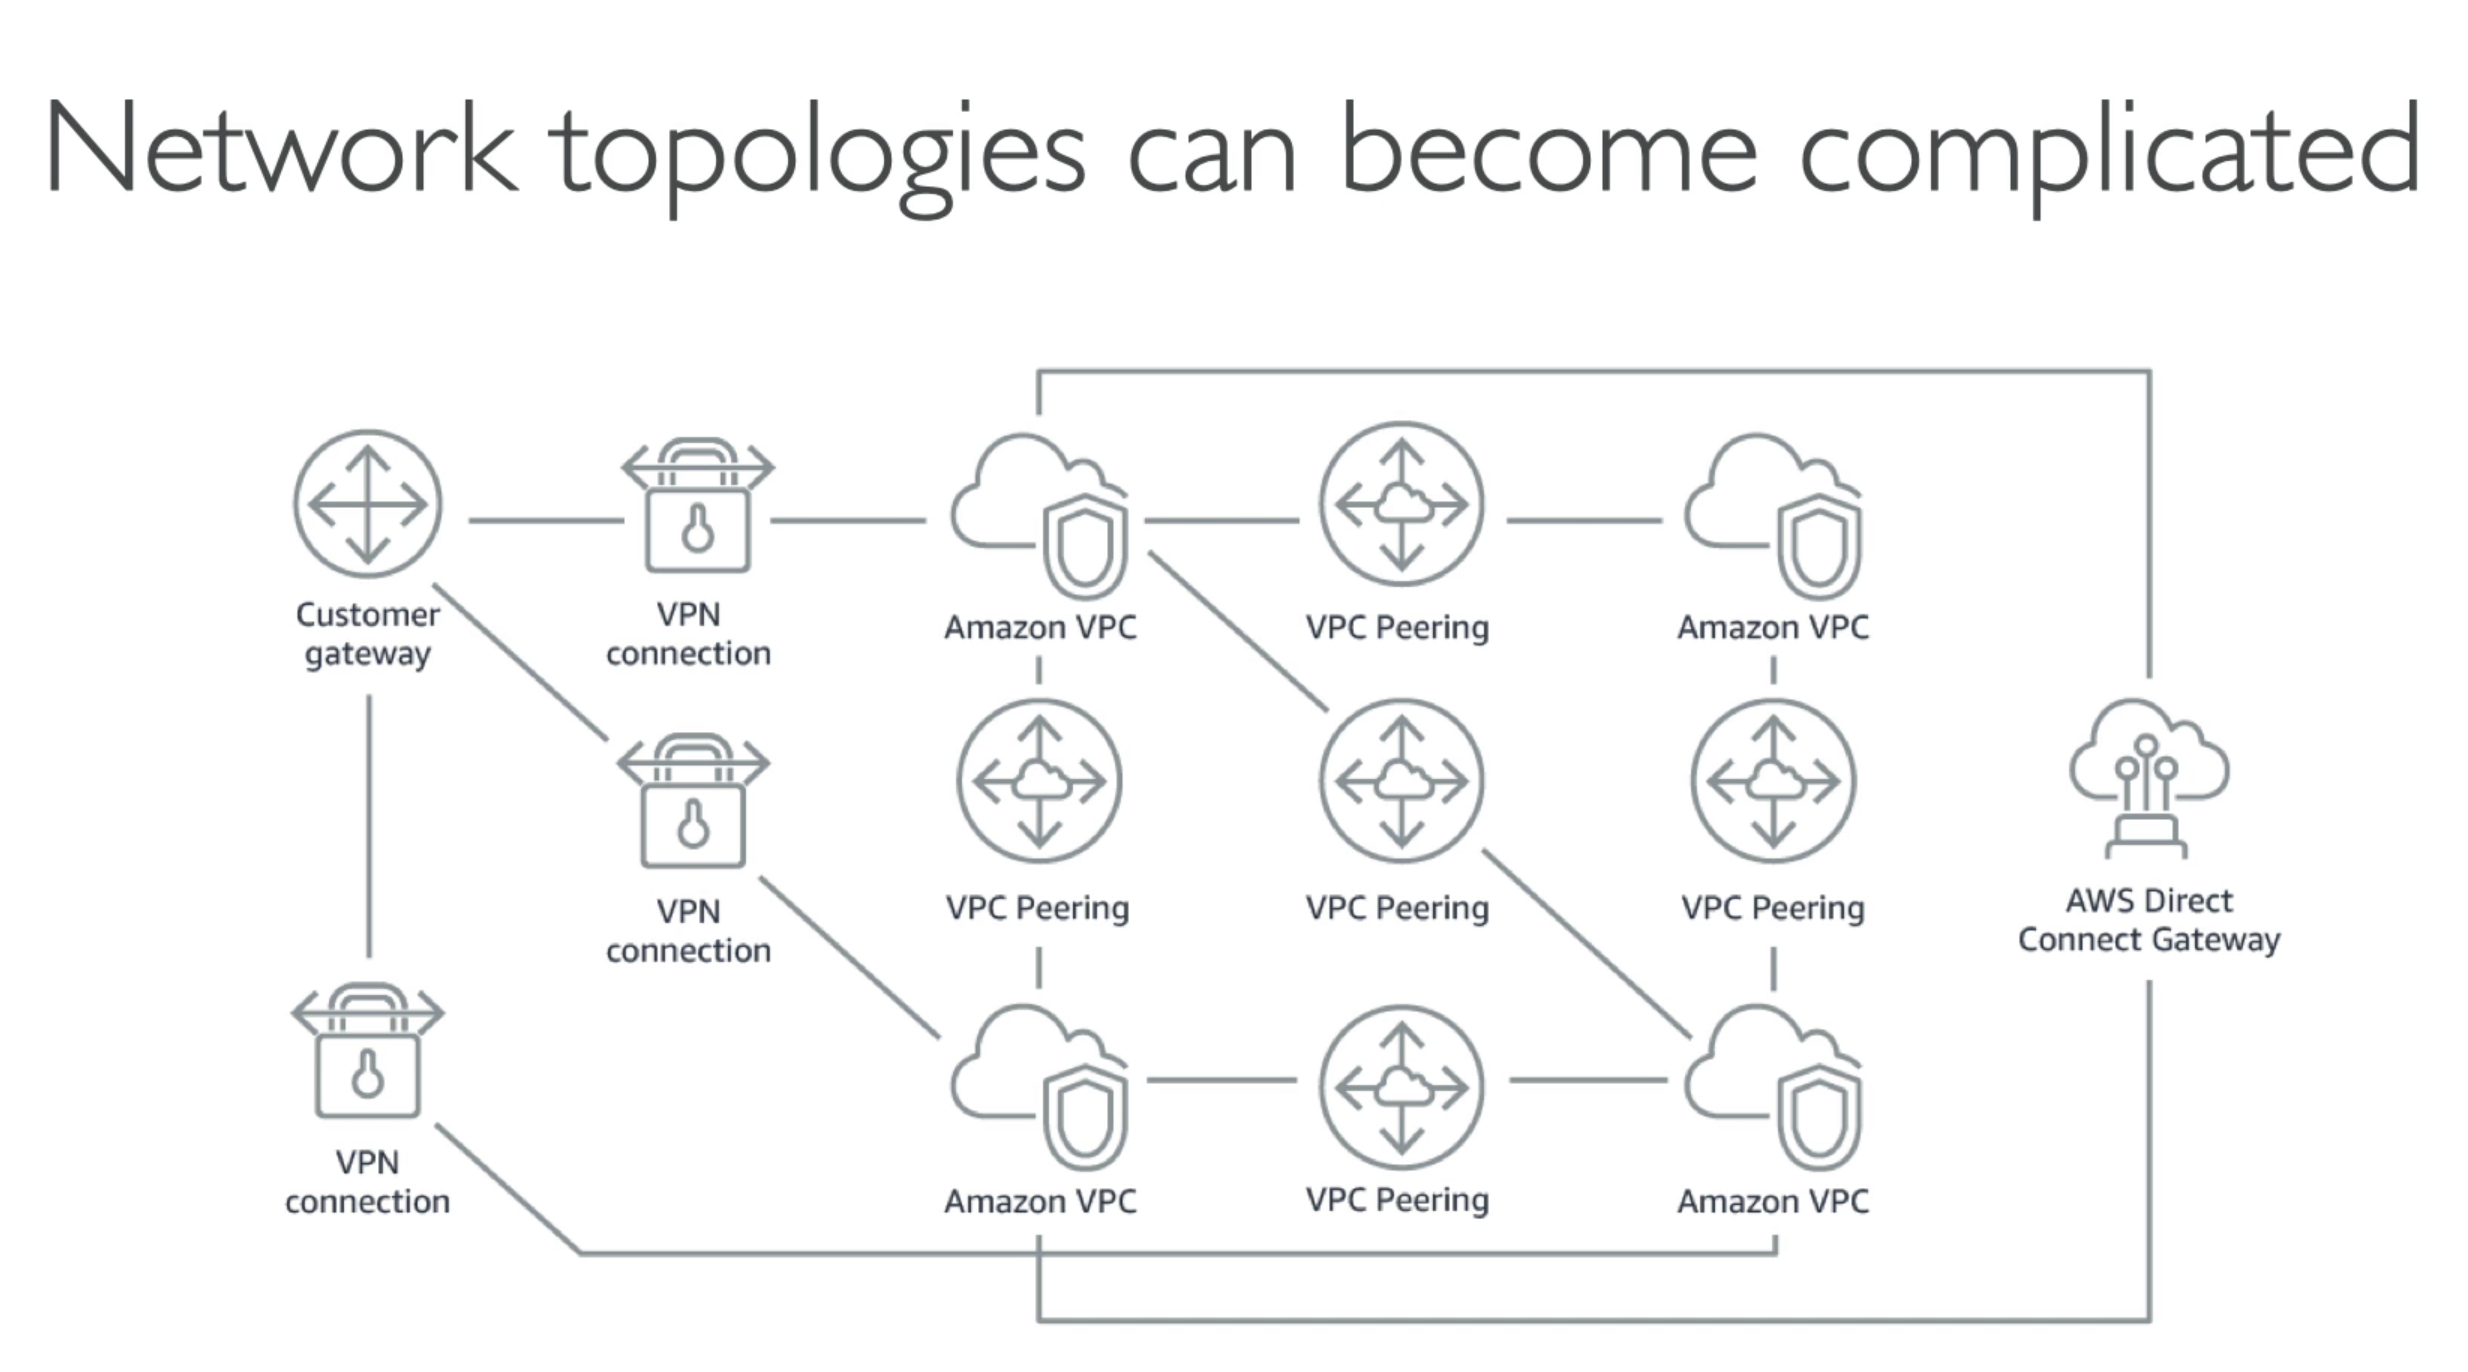 Network topologies can become complicated
Customer
gateway
VPN
connection
Amazon VPC
VPC Peering
Amazon VPC
VPN
connection
VPC Peering
VPC Peering
VPC Peering
AWS Direct
Connect Gateway
VPN
connection
Amazon VPC
VPC Peering
Amazon VPC